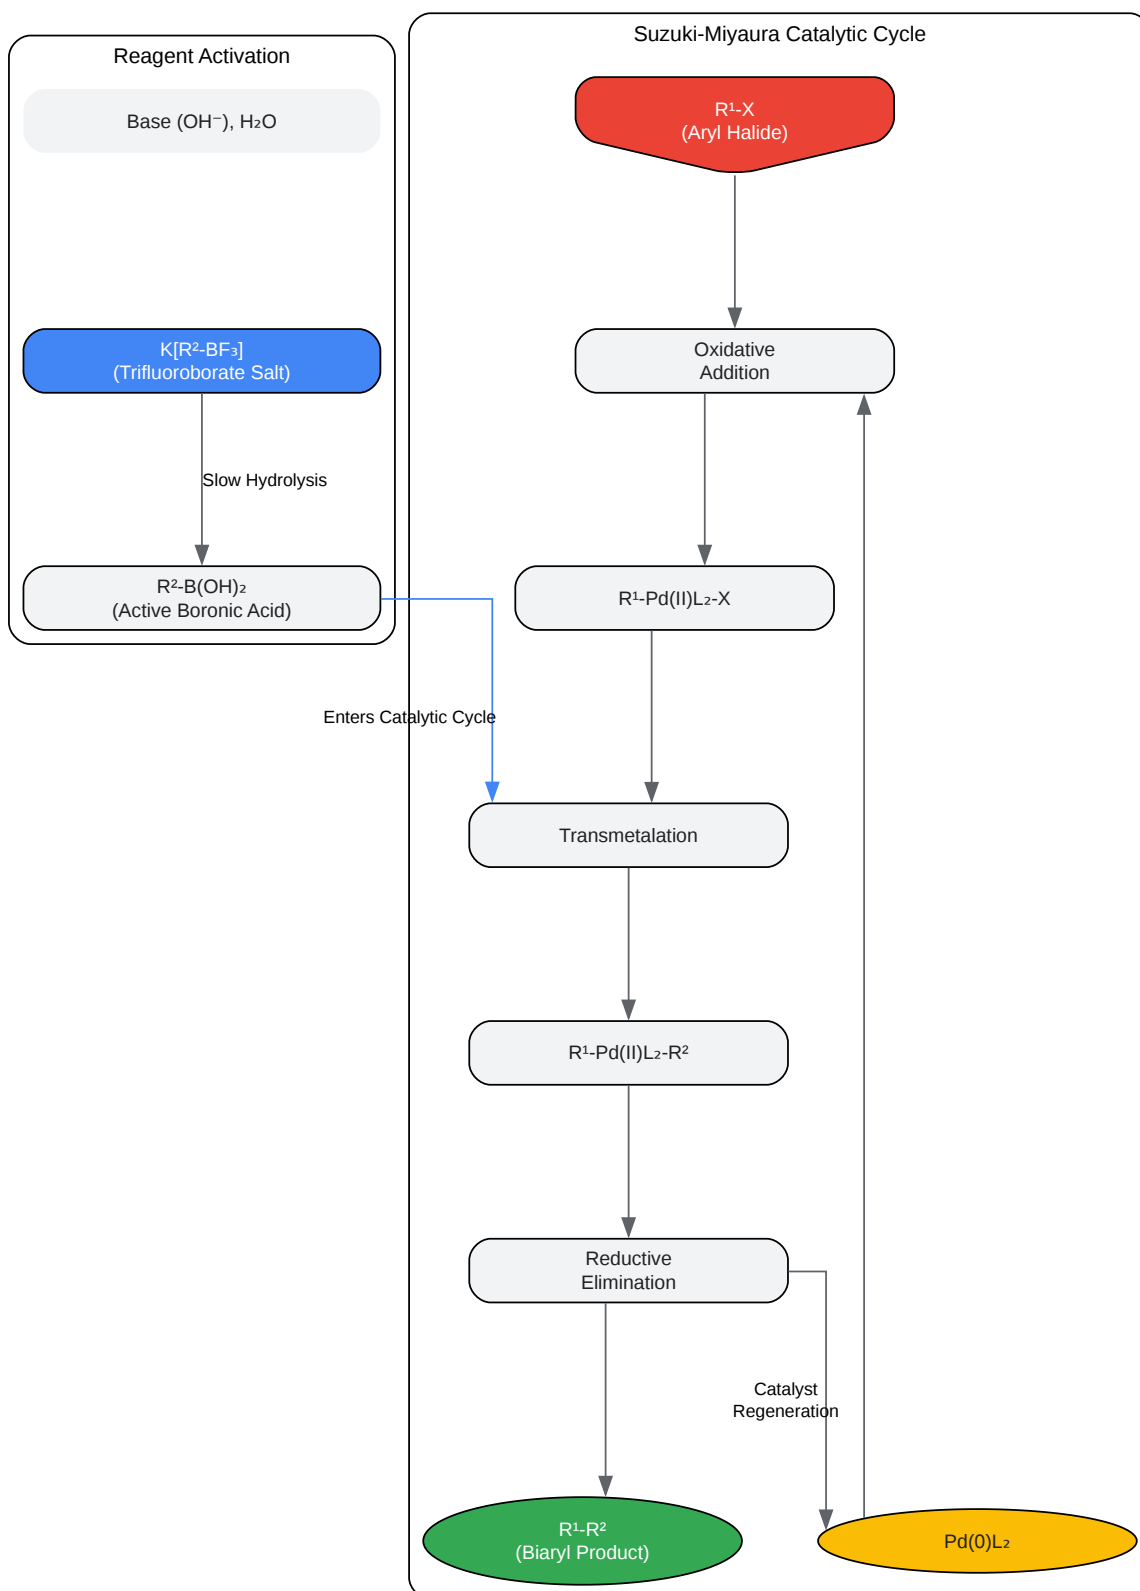 Reagent Activation
Base (OH⁻), H₂O
K[R²-BF₃]
(Trifluoroborate Salt)
Slow Hydrolysis
R²-B(OH)₂
(Active Boronic Acid)
Enters Catalytic Cycle
Suzuki-Miyaura Catalytic Cycle
R¹-X
(Aryl Halide)
Oxidative
Addition
R¹-Pd(II)L₂-X
Transmetalation
R¹-Pd(II)L₂-R²
Reductive
Elimination
Catalyst
Regeneration
R¹-R²
(Biaryl Product)
Pd(0)L₂